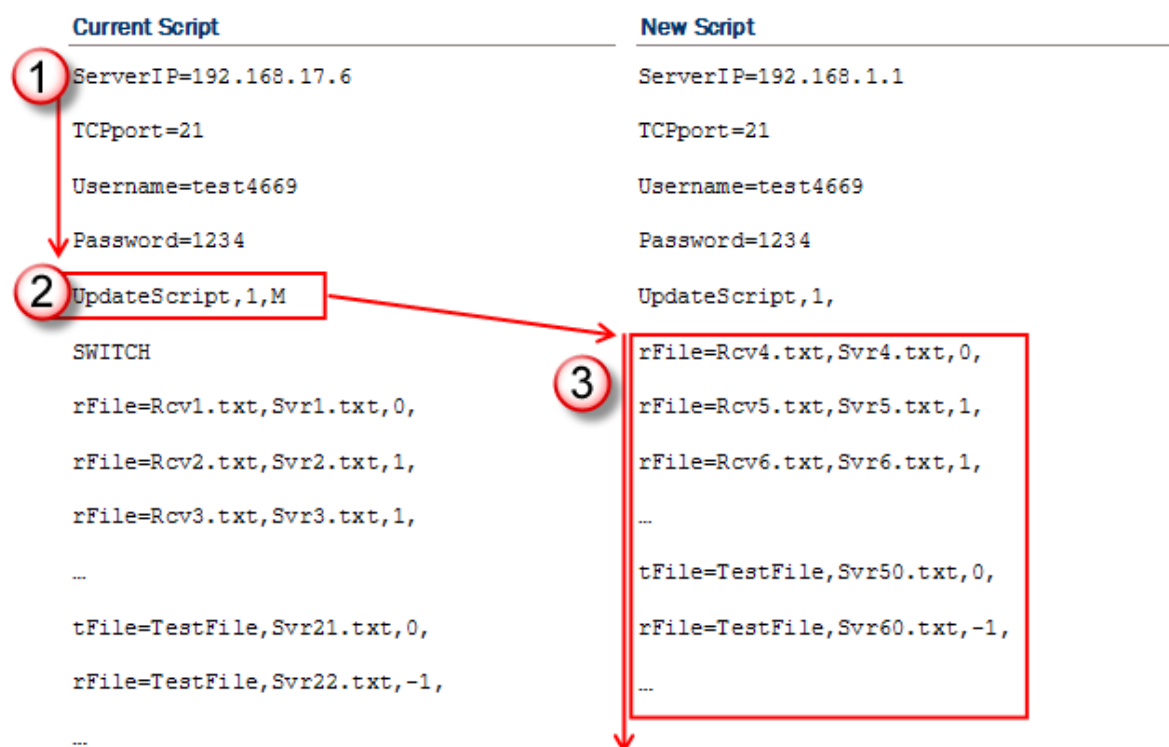 Current Script
1
ServerIP=192.168.17.6
TCPport=21
Username=test4669
Password=1234
2
UpdateScript,1,M
SWITCH
rFile=Rcv1.txt,Svr1.txt,0,
rFile=Rcv2.txt,Svr2.txt,1,
rFile=Rcv3.txt,Svr3.txt,1,
…
tFile=TestFile,Svr21.txt,0,
rFile=TestFile,Svr22.txt,-1,
…
New Script
ServerIP=192.168.1.1
TCPport=21
Username=test4669
Password=1234
UpdateScript,1,
3
rFile=Rcv4.txt,Svr4.txt,0,
rFile=Rcv5.txt,Svr5.txt,1,
rFile=Rcv6.txt,Svr6.txt,1,
…
tFile=TestFile,Svr50.txt,0,
rFile=TestFile,Svr60.txt,-1,
…